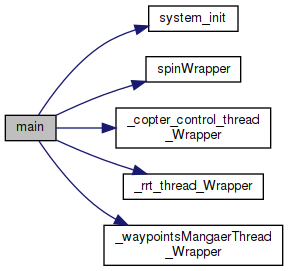 system_init
spinWrapper
main
_copter_control_thread
_Wrapper
_rrt_thread_Wrapper
_waypointsMangaerThread
_Wrapper